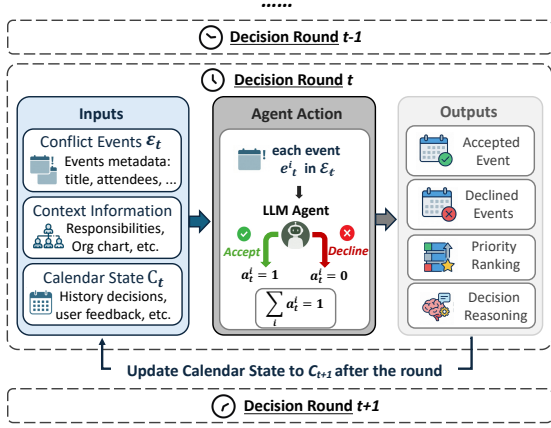 ......
Decision Round t-1
Decision Round t
Inputs
Conflict Events ℰₜ
Events metadata:
title, attendees, ...
Context Information
Responsibilities,
Org chart, etc.
Calendar State Cₜ
History decisions,
user feedback, etc.
Agent Action
each event
eⁱₜ in ℰₜ
LLM Agent
Accept
Decline
aⁱₜ = 1
aⁱₜ = 0
∑ᵢ aⁱₜ = 1
Outputs
Accepted
Event
Declined
Events
Priority
Ranking
Decision
Reasoning
Update Calendar State to Cₜ₊₁ after the round
Decision Round t+1